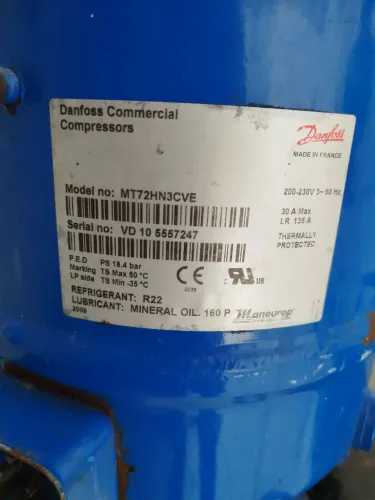 Danfoss Commercial
Compressors
Danfoss
MADE IN FRANCE
Model no: MT72HN3CVE
200-230V 3~ 60 Hz
30 A Max
LR 135 A
Serial no: VD 10 5557247
THERMALLY
PROTECTED
P.E.D PS 18.4 bar
Marking TS Max 50 °C
LP side TS Min -35 °C
CE
C US
REFRIGERANT: R22
LUBRICANT: MINERAL OIL. 160 P
Maneurop
2009